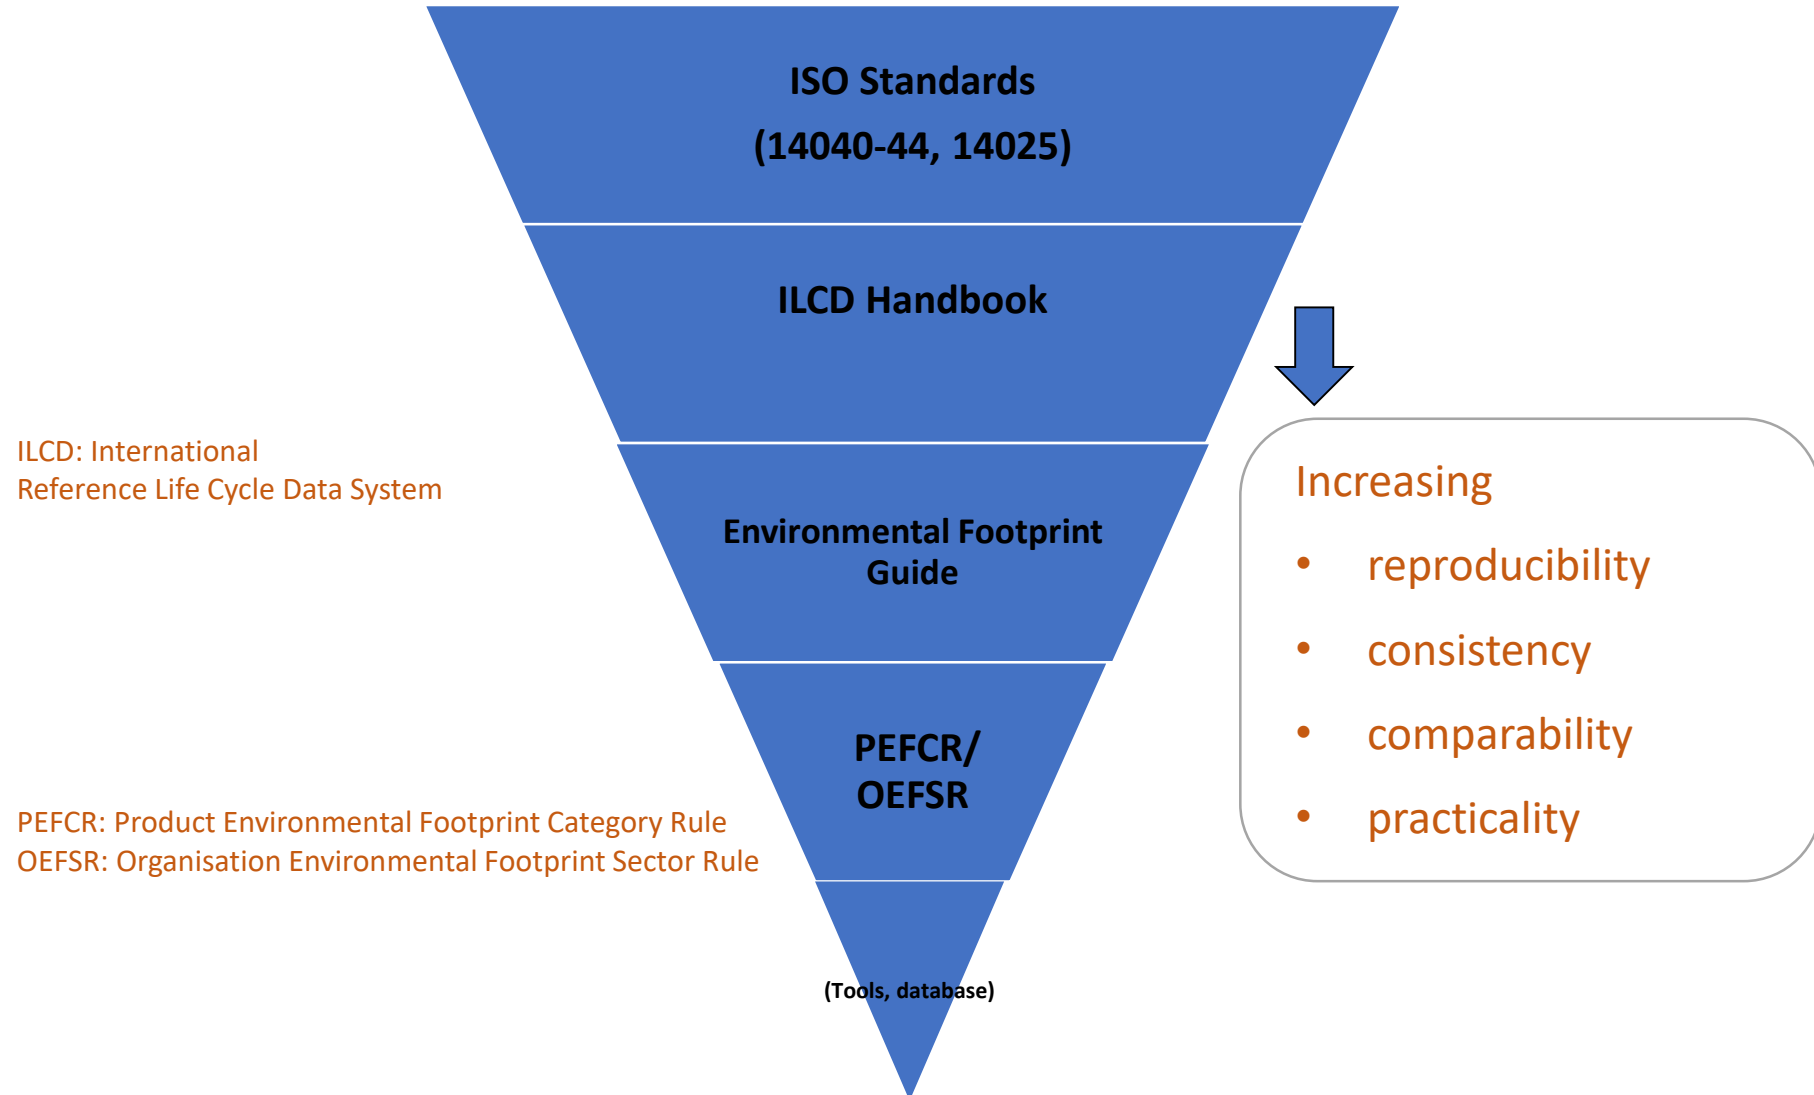 ISO Standards
(14040-44, 14025)
ILCD Handbook
ILCD: International
Reference Life Cycle Data System
Environmental Footprint
Guide
Increasing
• reproducibility
• consistency
• comparability
• practicality
PEFCR/
OEFSR
PEFCR: Product Environmental Footprint Category Rule
OEFSR: Organisation Environmental Footprint Sector Rule
(Tools, database)